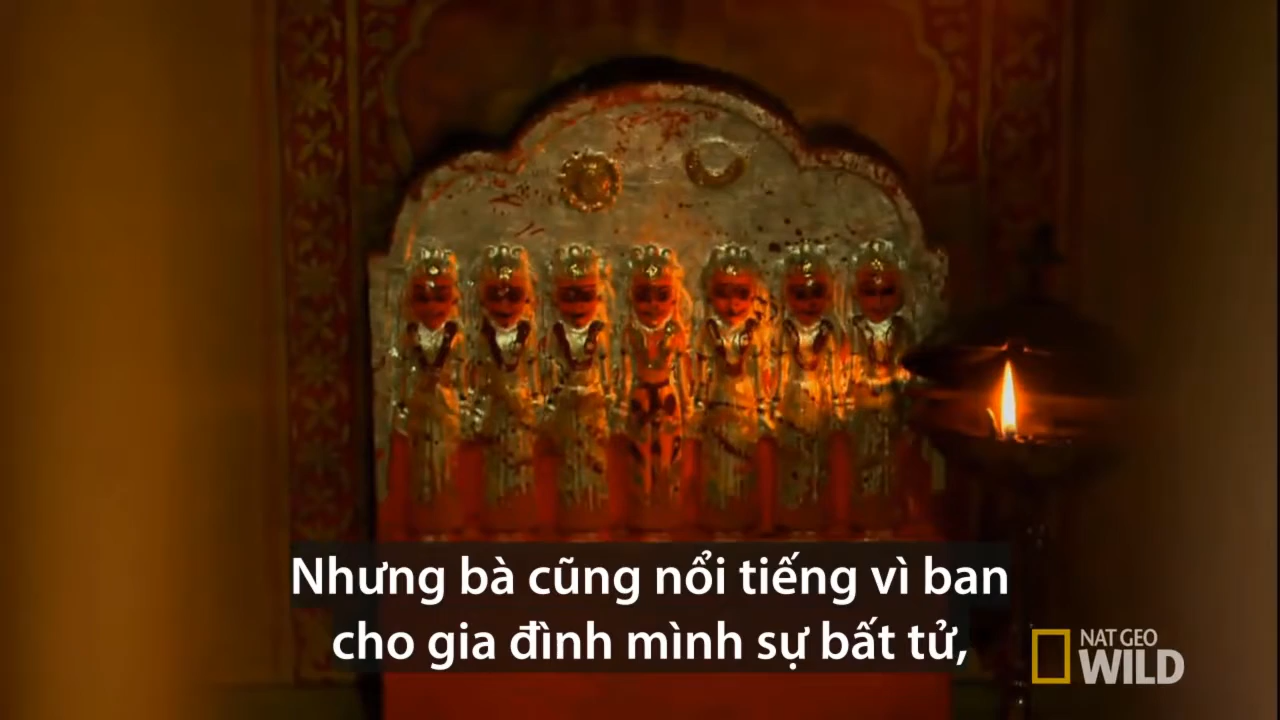 Nhưng bà cũng nổi tiếng vì ban
cho gia đình mình sự bất tử,
NAT GEO
WILD